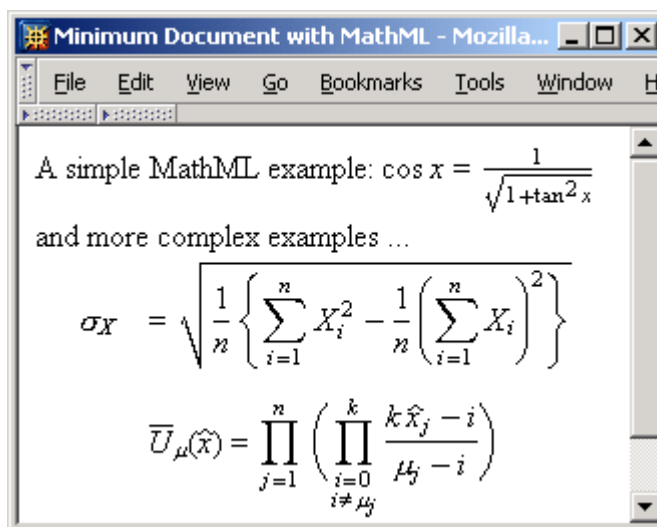 Minimum Document with MathML - Mozilla...
File Edit View Go Bookmarks Tools Window H
A simple MathML example: cos x = 1 / √(1+tan² x)
and more complex examples ...
σ_X = √( 1/n { ∑_{i=1}^{n} X_i² − 1/n ( ∑_{i=1}^{n} X_i )² } )
U̅_μ(x̂) = ∏_{j=1}^{n} ( ∏_{i=0, i≠μ_j}^{k} (k x̂_j − i) / (μ_j − i) )